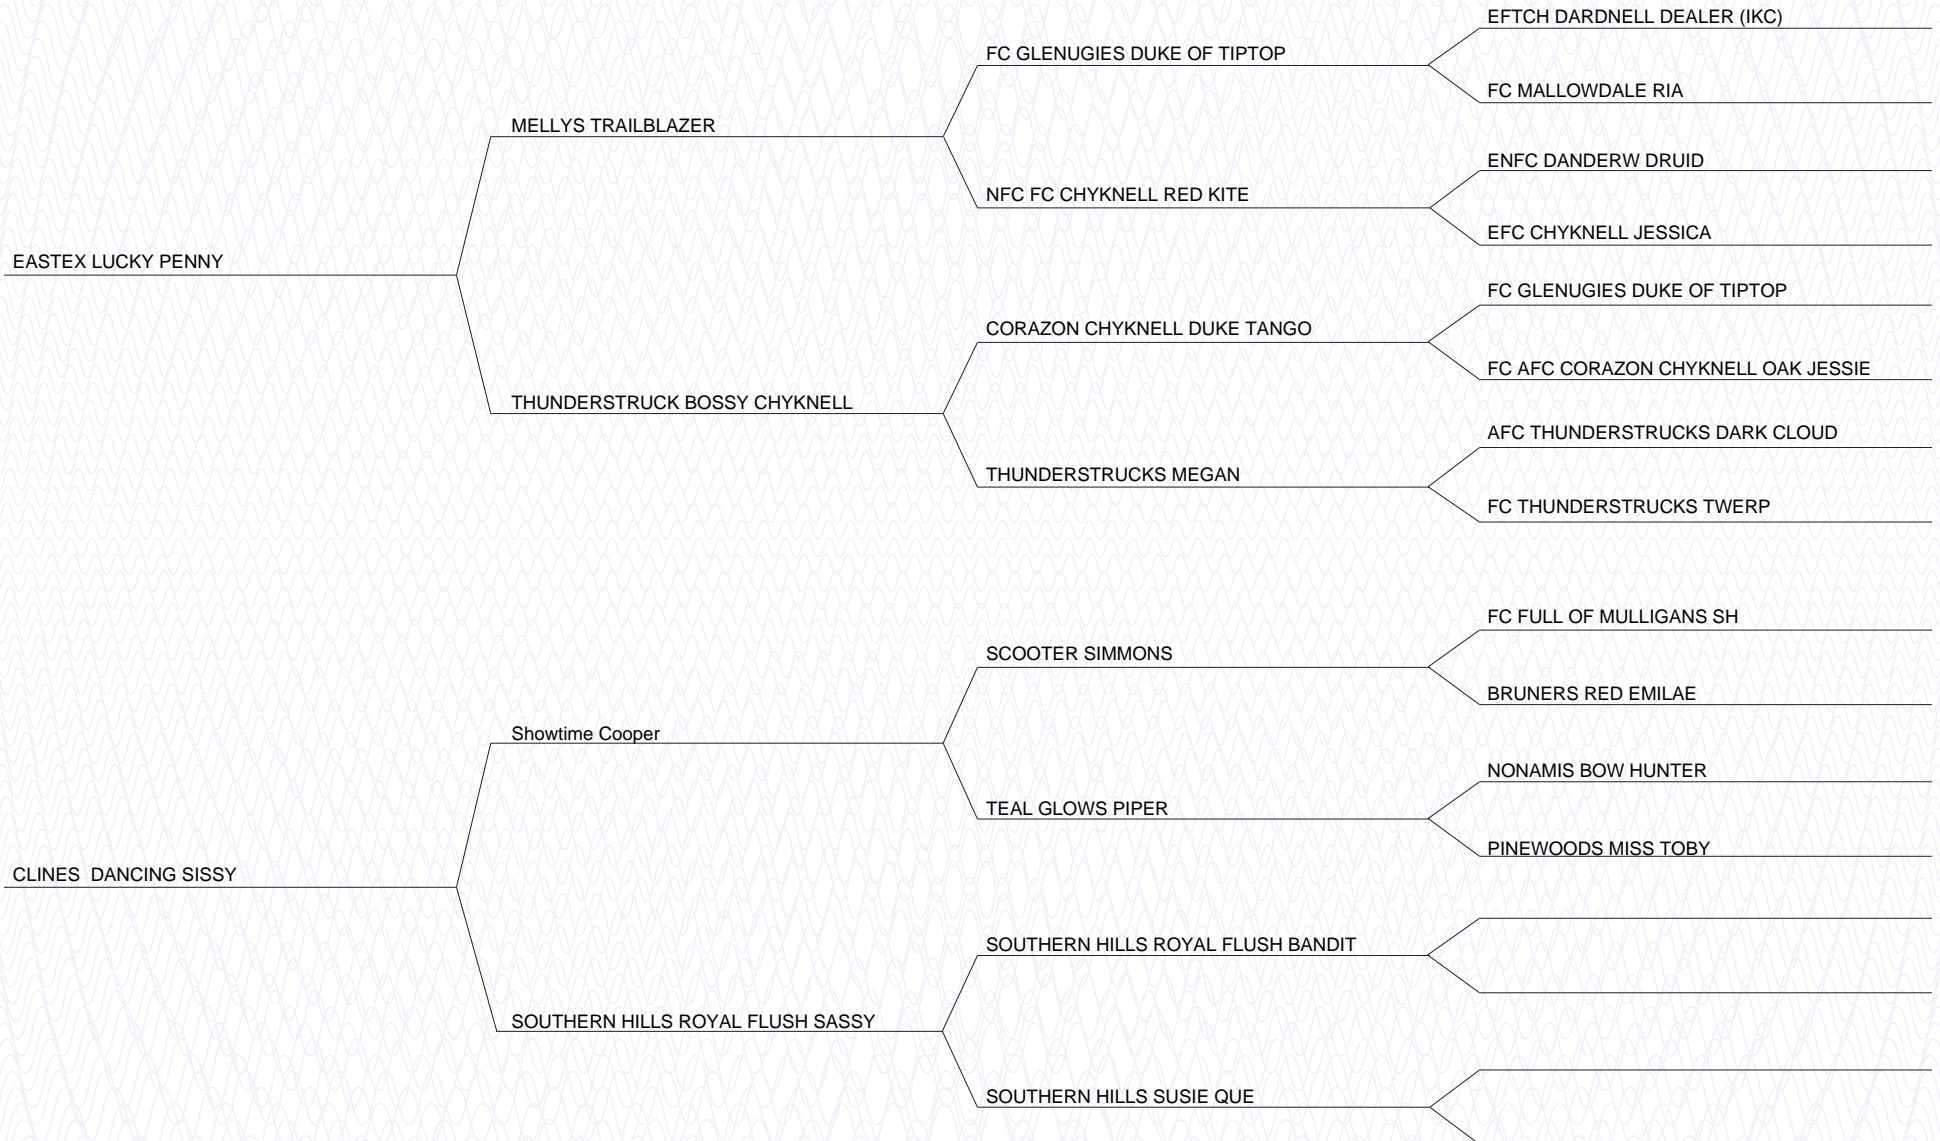 EFTCH DARDNELL DEALER (IKC)
FC GLENUGIES DUKE OF TIPTOP
FC MALLOWDALE RIA
MELLYS TRAILBLAZER
ENFC DANDERW DRUID
NFC FC CHYKNELL RED KITE
EFC CHYKNELL JESSICA
EASTEX LUCKY PENNY
FC GLENUGIES DUKE OF TIPTOP
CORAZON CHYKNELL DUKE TANGO
FC AFC CORAZON CHYKNELL OAK JESSIE
THUNDERSTRUCK BOSSY CHYKNELL
AFC THUNDERSTRUCKS DARK CLOUD
THUNDERSTRUCKS MEGAN
FC THUNDERSTRUCKS TWERP
FC FULL OF MULLIGANS SH
SCOOTER SIMMONS
BRUNERS RED EMILAE
Showtime Cooper
NONAMIS BOW HUNTER
TEAL GLOWS PIPER
PINEWOODS MISS TOBY
CLINES  DANCING SISSY
SOUTHERN HILLS ROYAL FLUSH BANDIT
SOUTHERN HILLS ROYAL FLUSH SASSY
SOUTHERN HILLS SUSIE QUE